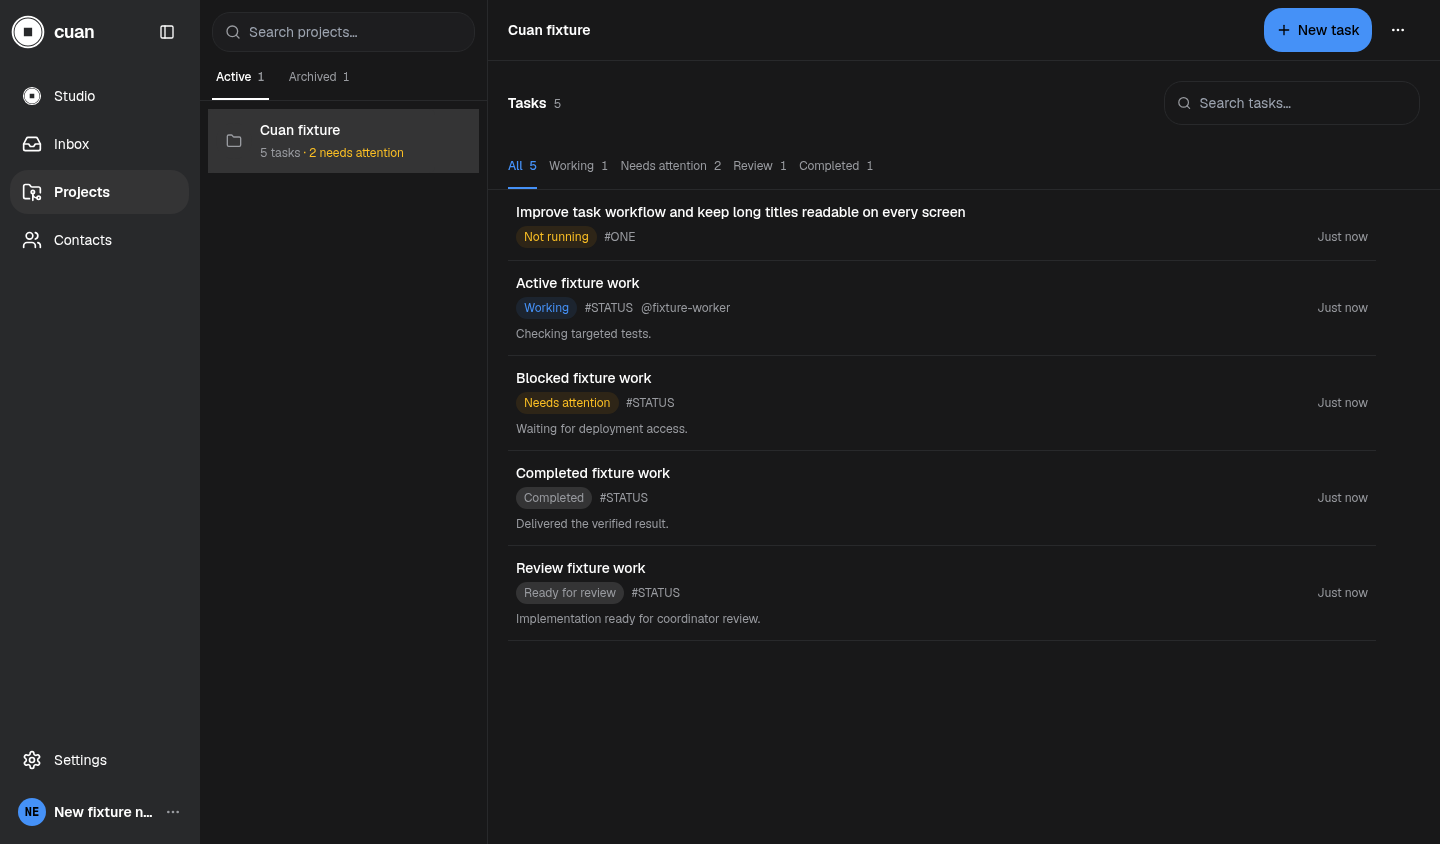 cuan
Studio
Inbox
Projects
Contacts
Settings
NE New fixture n...
Search projects...
Active 1 Archived 1
Cuan fixture
5 tasks · 2 needs attention
Cuan fixture
New task
Tasks 5
Search tasks...
All 5 Working 1 Needs attention 2 Review 1 Completed 1
Improve task workflow and keep long titles readable on every screen
Not running #ONE Just now
Active fixture work
Working #STATUS @fixture-worker Just now
Checking targeted tests.
Blocked fixture work
Needs attention #STATUS Just now
Waiting for deployment access.
Completed fixture work
Completed #STATUS Just now
Delivered the verified result.
Review fixture work
Ready for review #STATUS Just now
Implementation ready for coordinator review.